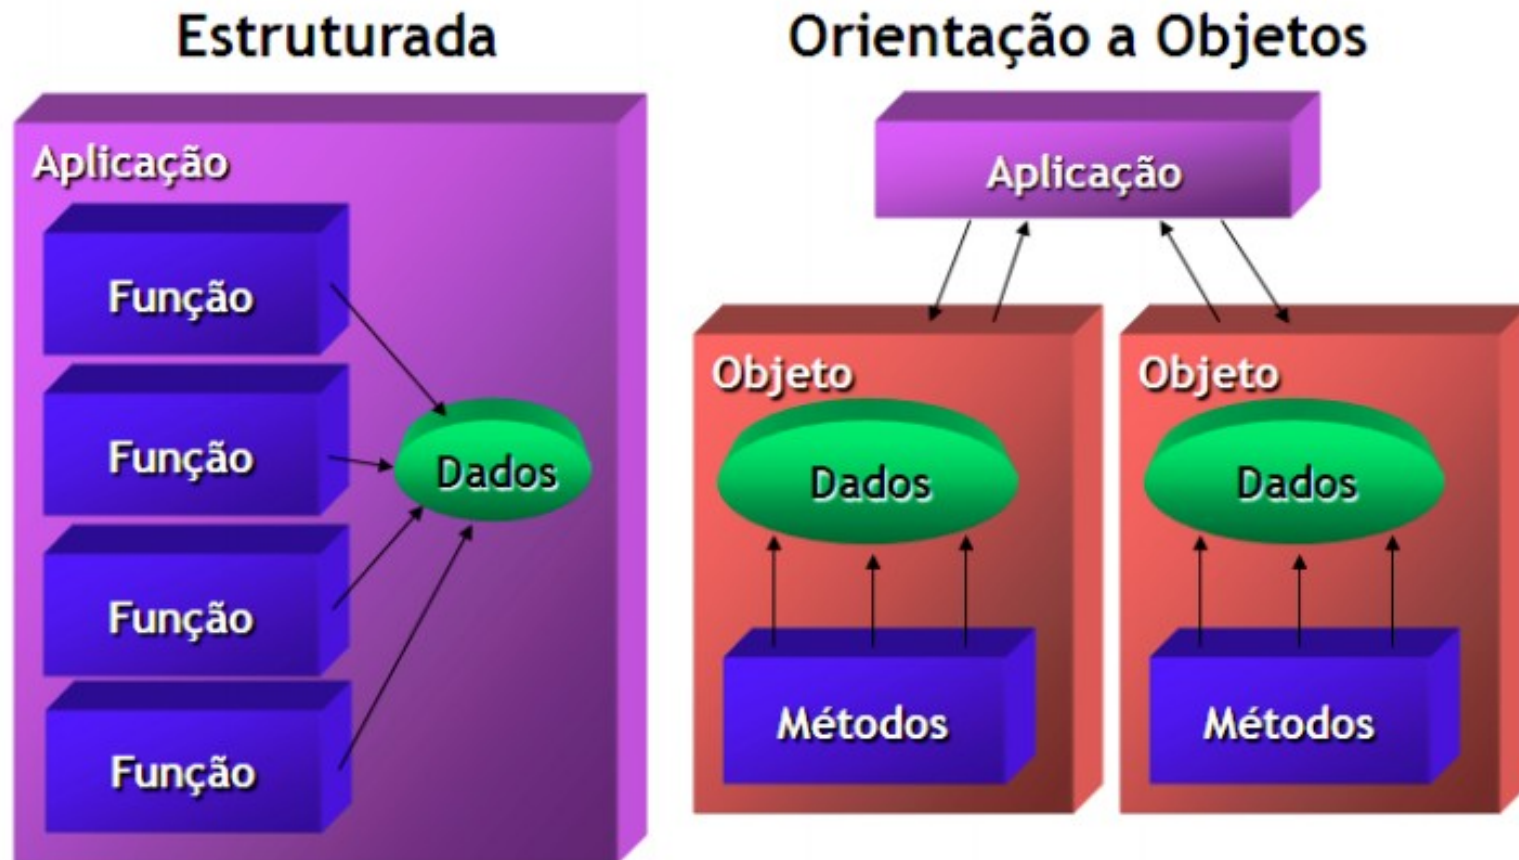 Estruturada
Aplicação
Função
Função
Função
Função
Dados
Orientação a Objetos
Aplicação
Objeto
Dados
Métodos
Objeto
Dados
Métodos